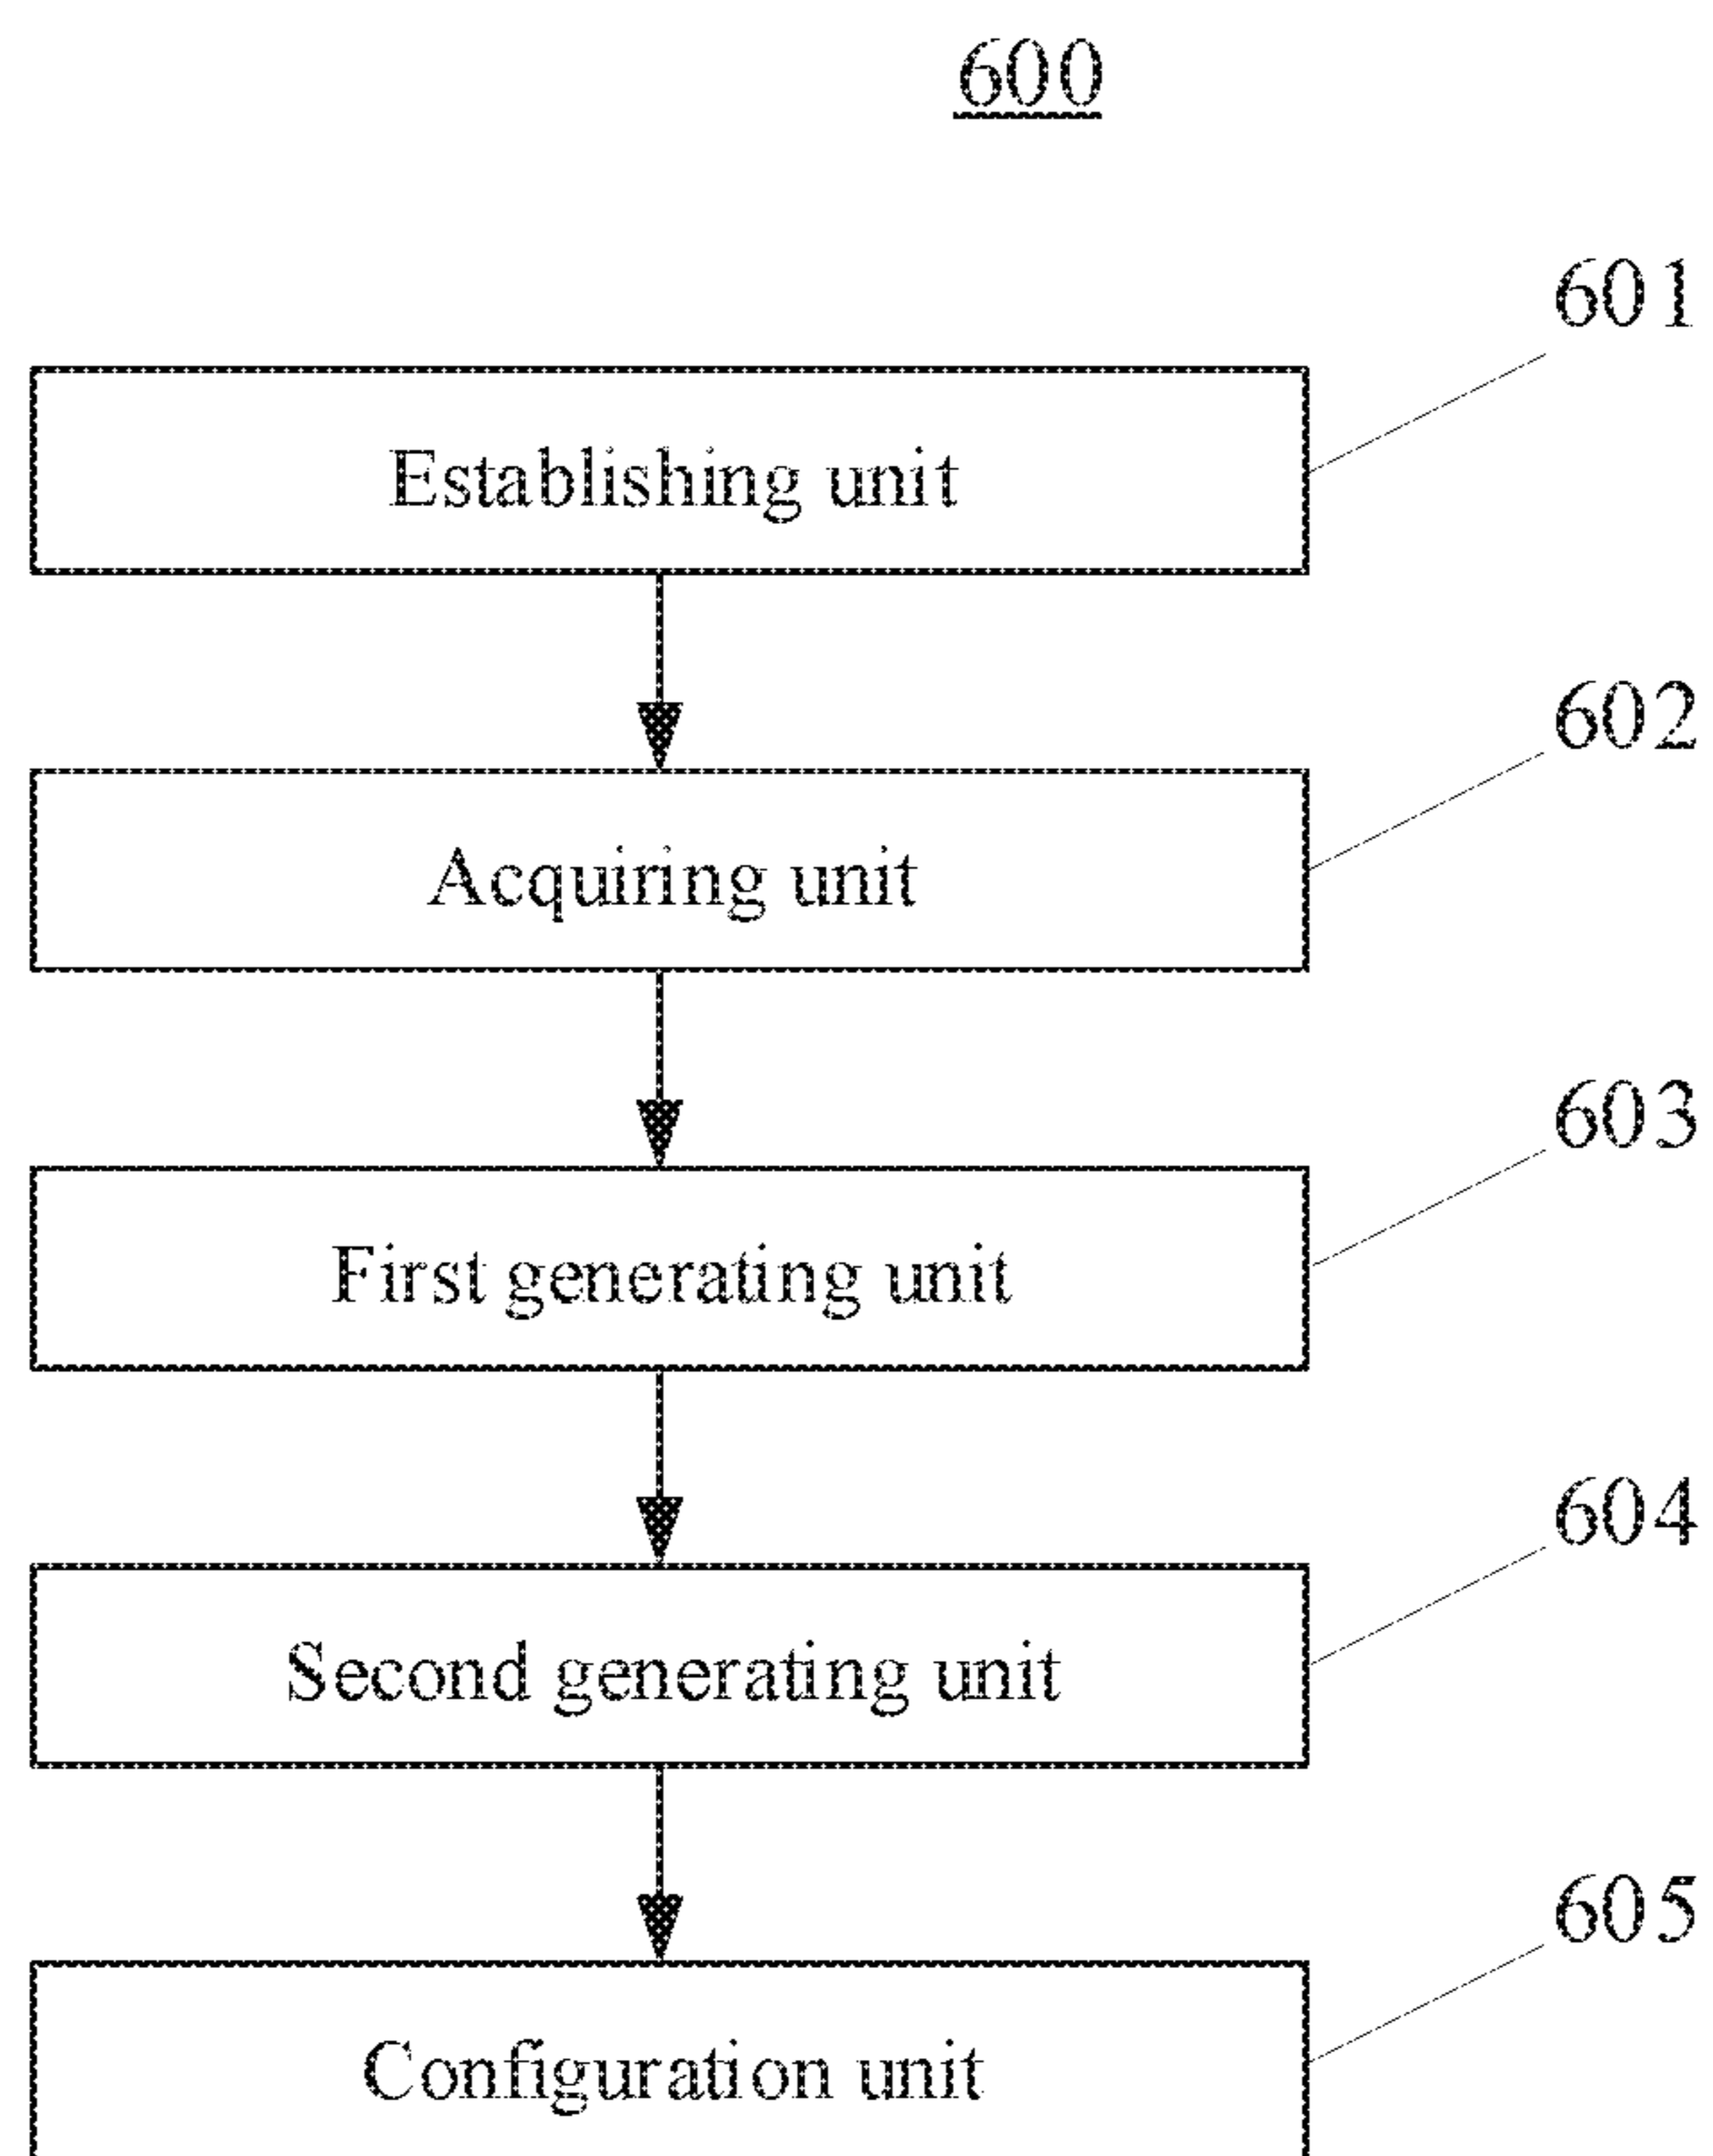 600
601
Establishing unit
602
Acquiring unit
603
First generating unit
604
Second generating unit
605
Configuration unit